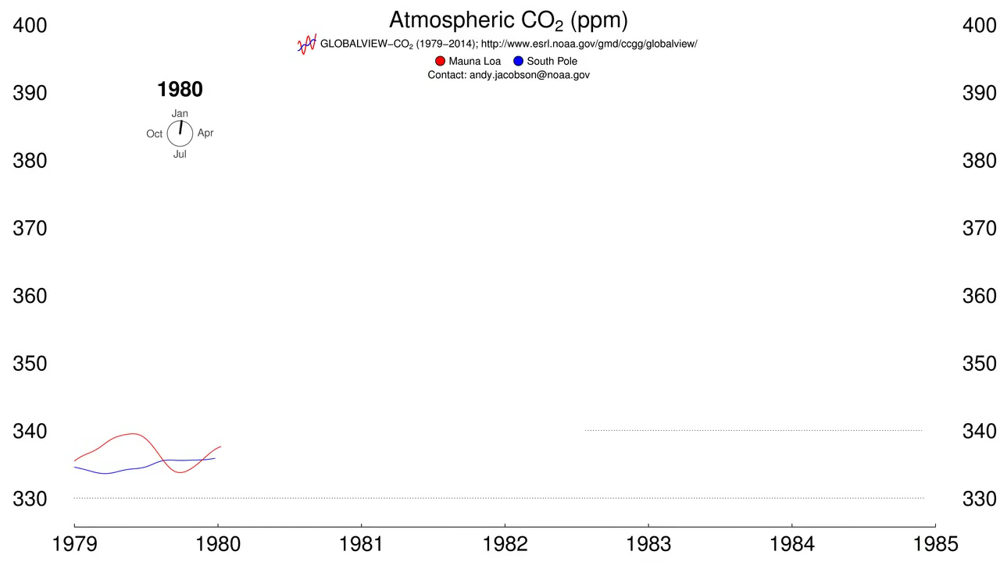 Atmospheric CO₂ (ppm)
GLOBALVIEW−CO₂ (1979−2014); http://www.esrl.noaa.gov/gmd/ccgg/globalview/
Mauna Loa South Pole
Contact: andy.jacobson@noaa.gov
1980
Jan
Oct Apr
Jul
400 400
390 390
380 380
370 370
360 360
350 350
340 340
330 330
1979 1980 1981 1982 1983 1984 1985